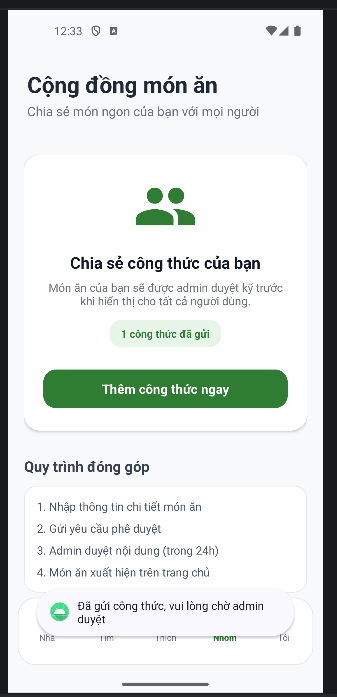 12:33
Cộng đồng món ăn
Chia sẻ món ngon của bạn với mọi người
Chia sẻ công thức của bạn
Món ăn của bạn sẽ được admin duyệt kỹ trước
khi hiển thị cho tất cả người dùng.
1 công thức đã gửi
Thêm công thức ngay
Quy trình đóng góp
1. Nhập thông tin chi tiết món ăn
2. Gửi yêu cầu phê duyệt
3. Admin duyệt nội dung (trong 24h)
4. Món ăn xuất hiện trên trang chủ
Đã gửi công thức, vui lòng chờ admin
duyệt
Nhà Tìm Thích Nhóm Tôi